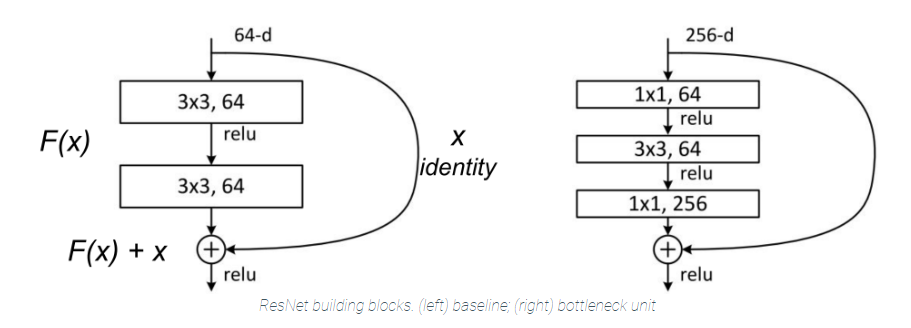 64-d
3x3, 64
relu
F(x)
x
identity
3x3, 64
F(x) + x
relu
256-d
1x1, 64
relu
3x3, 64
relu
1x1, 256
relu
ResNet building blocks. (left) baseline; (right) bottleneck unit